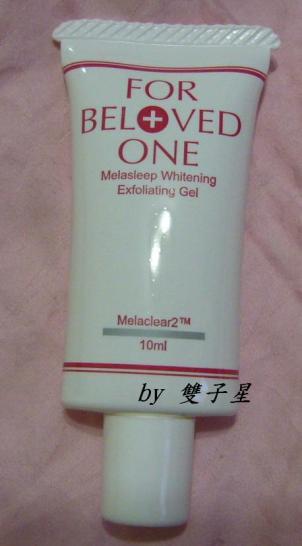 FOR
BELOVED
ONE
Melasleep Whitening
Exfoliating Gel
Melaclear2™
10ml
by 雙子星